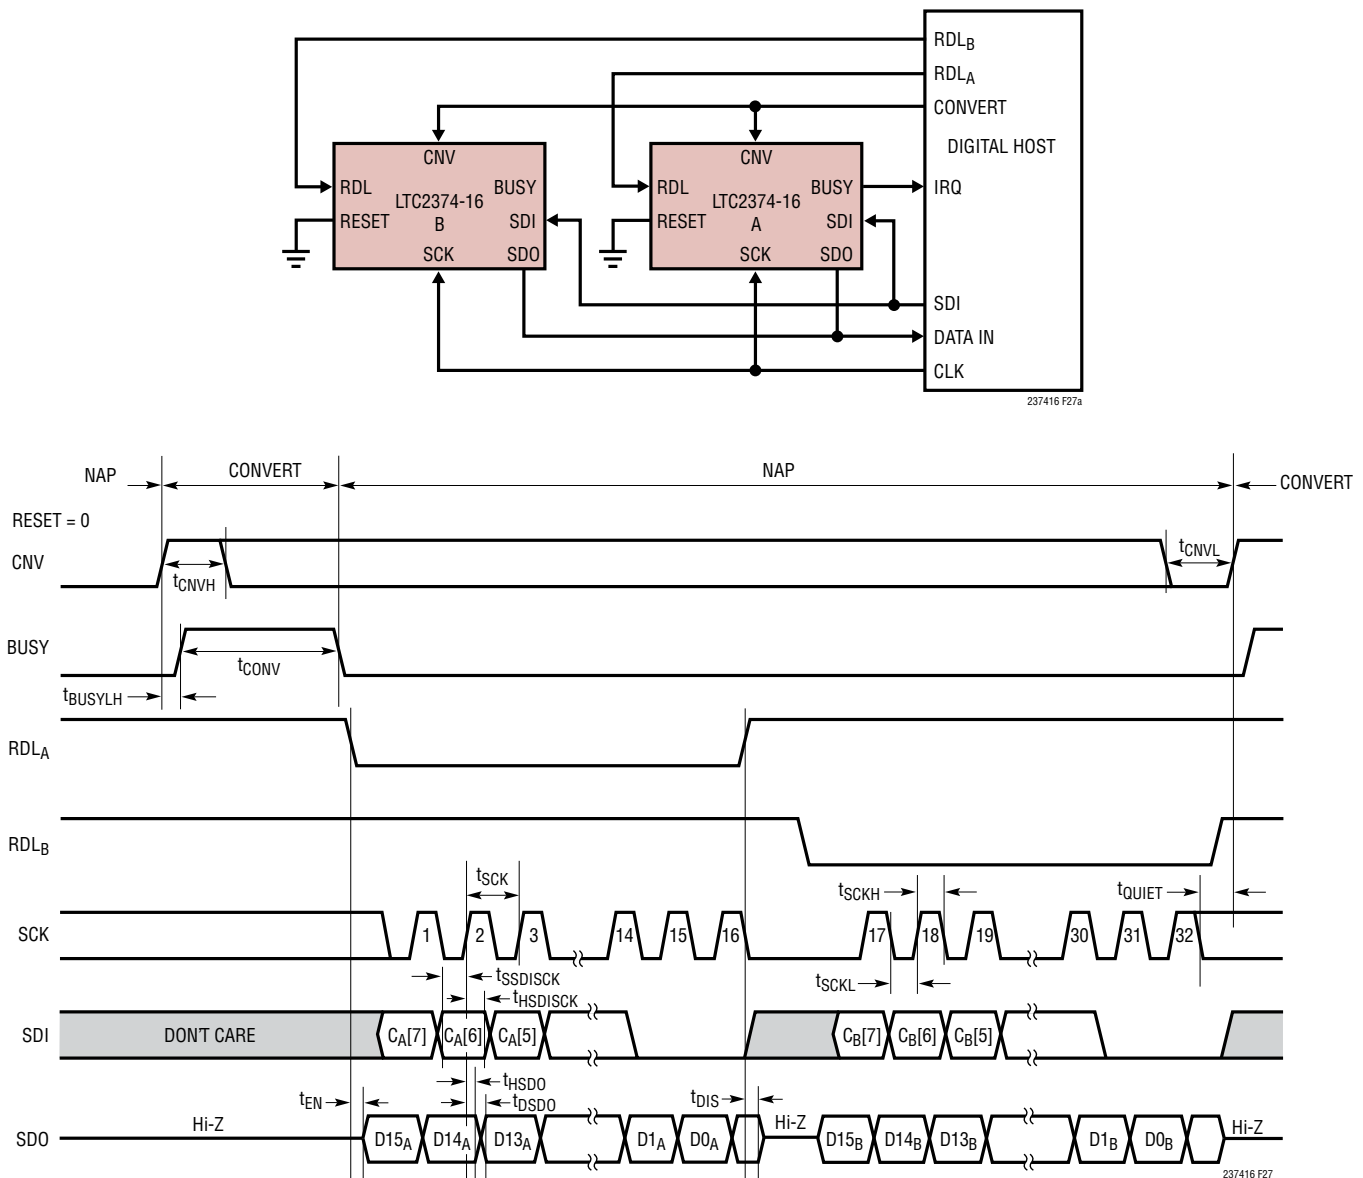 RDLB
RDLA
CONVERT
DIGITAL HOST
CNV
CNV
RDL
BUSY
RDL
BUSY
IRQ
LTC2374-16
LTC2374-16
RESET
B
SDI
RESET
A
SDI
SCK
SDO
SCK
SDO
SDI
DATA IN
CLK
237416 F27a
NAP
CONVERT
NAP
CONVERT
RESET = 0
CNV
tCNVH
tCNVL
BUSY
tCONV
tBUSYLH
RDLA
RDLB
tSCK
tSCKH
tQUIET
SCK
1
2
3
14
15
16
17
18
19
30
31
32
tSSDISCK
tSCKL
tHSDISCK
SDI
DON'T CARE
CA[7]
CA[6]
CA[5]
CB[7]
CB[6]
CB[5]
tHSDO
tEN
tDSDO
tDIS
SDO
Hi-Z
D15A
D14A
D13A
D1A
D0A
Hi-Z
D15B
D14B
D13B
D1B
D0B
Hi-Z
237416 F27